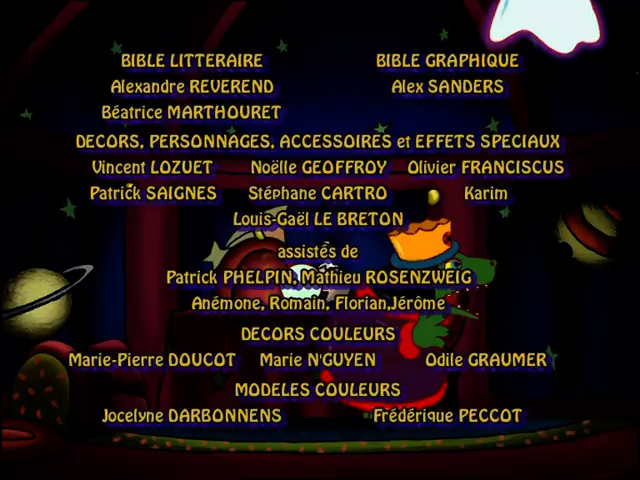 BIBLE LITTERAIRE BIBLE GRAPHIQUE
Alexandre REVEREND Alex SANDERS
Béatrice MARTHOURET
DECORS, PERSONNAGES, ACCESSOIRES et EFFETS SPECIAUX
Vincent LOZUET Noëlle GEOFFROY Olivier FRANCISCUS
Patrick SAIGNES Stéphane CARTRO Karim
Louis-Gaël LE BRETON
assistés de
Patrick PHELPIN, Mathieu ROSENZWEIG
Anémone, Romain, Florian,Jérôme
DECORS COULEURS
Marie-Pierre DOUCOT Marie N'GUYEN Odile GRAUMER
MODELES COULEURS
Jocelyne DARBONNENS Frédérique PECCOT